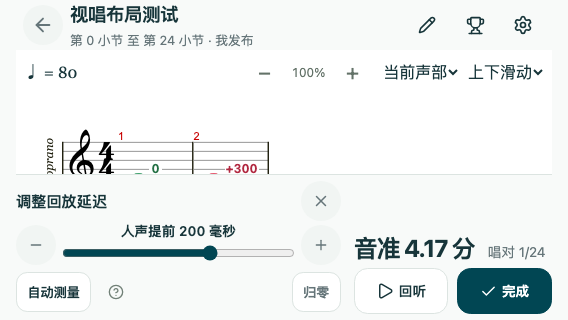 视唱布局测试
第 0 小节 至 第 24 小节 · 我发布
♩ = 80
100%
当前声部
上下滑动
1
2
4
4
0
+300
调整回放延迟
人声提前 200 毫秒
音准 4.17 分
唱对 1/24
自动测量
归零
回听
完成